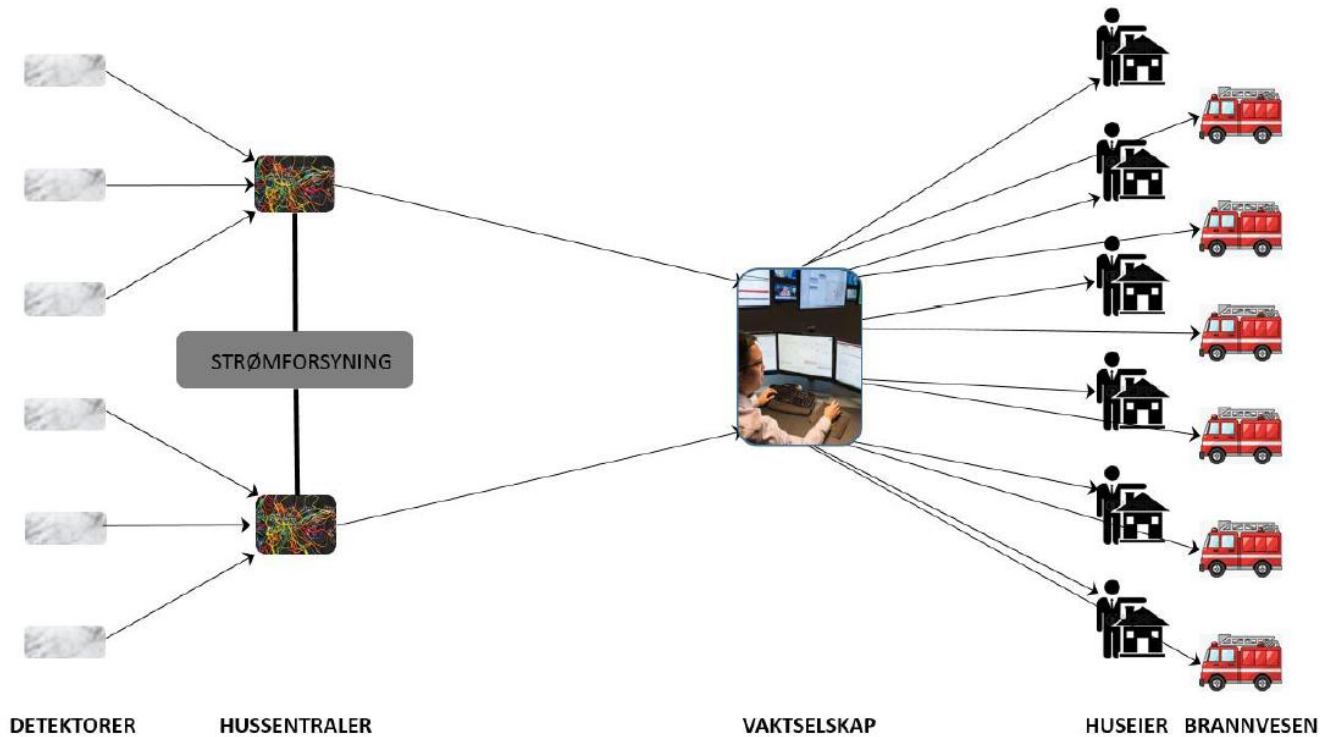 STRØMFORSYNING
DETEKTORER
HUSSENTRALER
VAKTSELSKAP
HUSEIER
BRANNVESEN